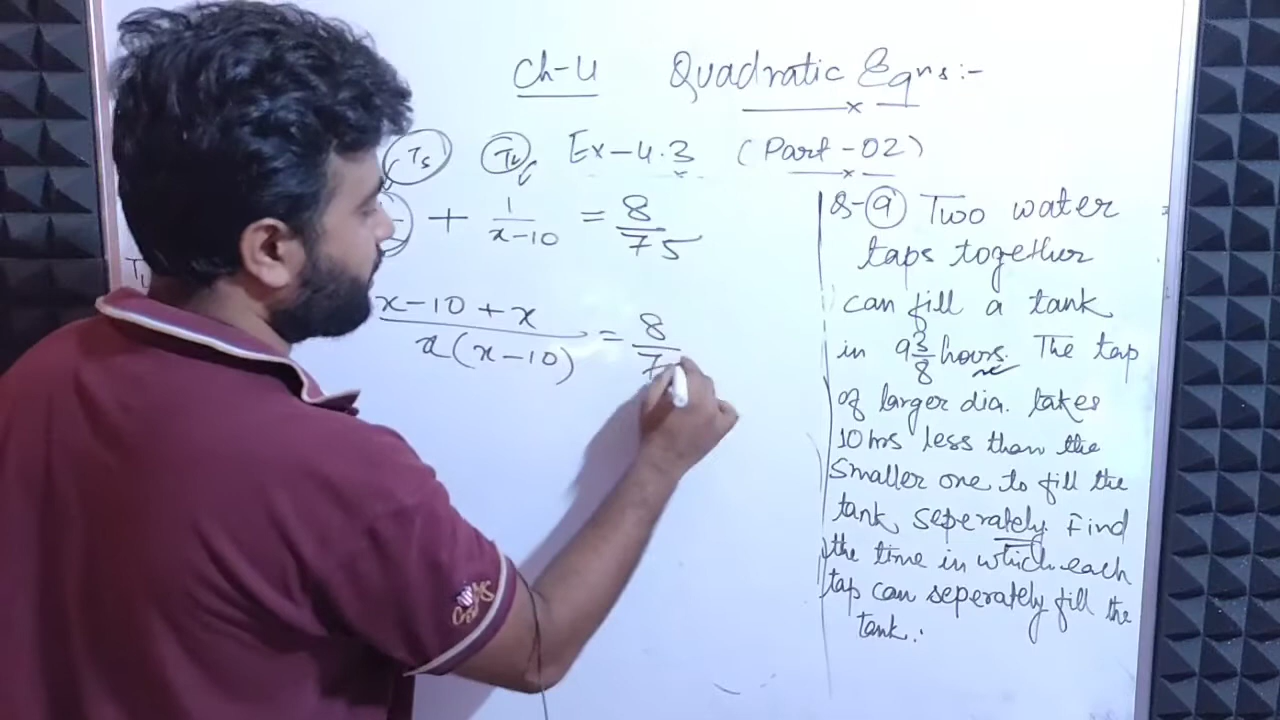 Ch-4 Quadratic Eqns:-
Ts TL Ex-4.3 (Part-02)
+ 1/x-10 = 8/75
TL
x-10+x/x(x-10) = 8/7
Q-9 Two water
taps together
can fill a tank
in 9 3/8 hours. The tap
of larger dia. takes
10 hrs less than the
smaller one to fill the
tank seperately. Find
the time in which each
tap can seperately fill the
tank.